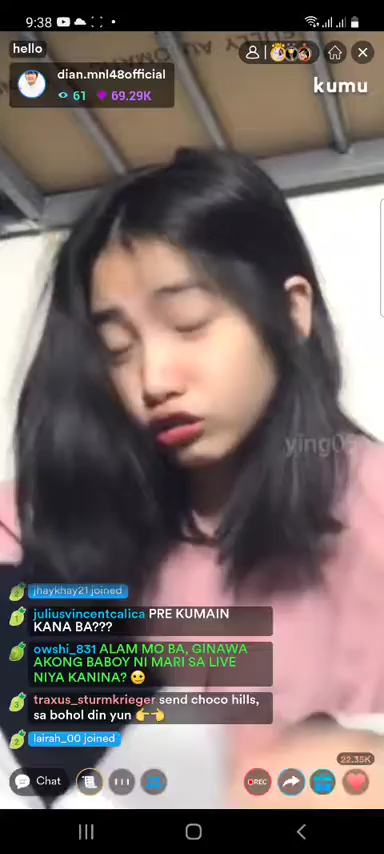 9:38
hello
dian.mnl48official
61 69.29K
kumu
jhaykhay21 joined
juliusvincentcalica PRE KUMAIN
KANA BA???
owshi_831 ALAM MO BA, GINAWA
AKONG BABOY NI MARI SA LIVE
NIYA KANINA? 😐
traxus_sturmkrieger send choco hills,
sa bohol din yun 👉👈
lairah_00 joined
22.35K
Chat
REC